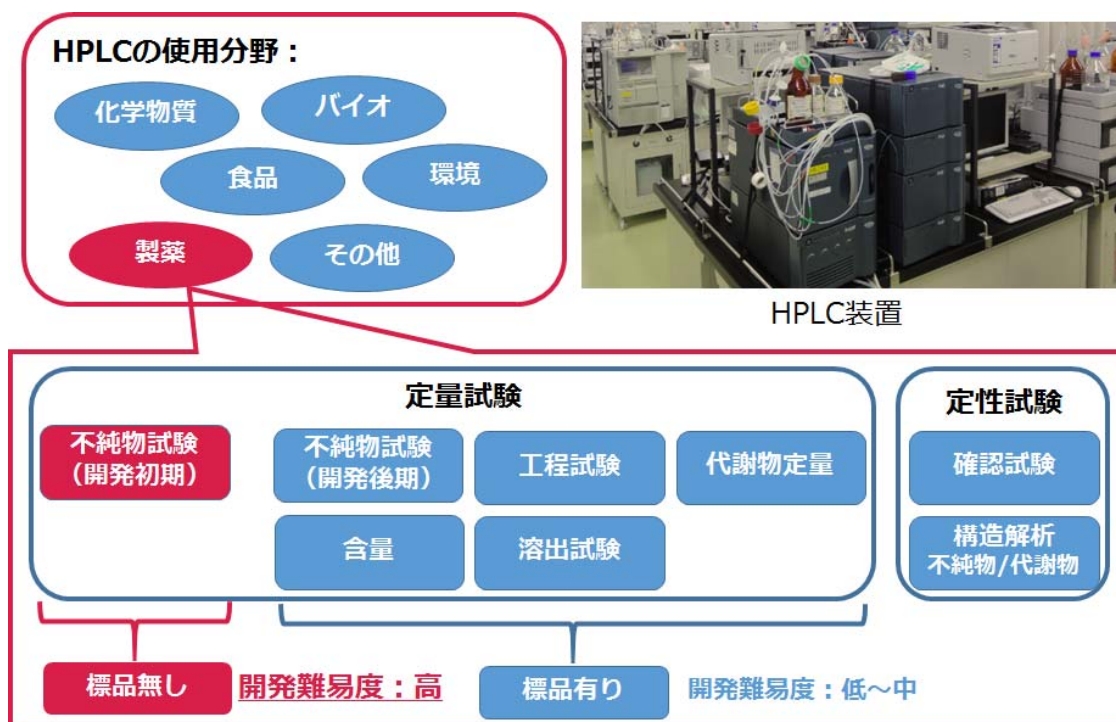 HPLCの使用分野：
化学物質
バイオ
食品
環境
製薬
その他
HPLC装置
定量試験
不純物試験
（開発初期）
不純物試験
（開発後期）
工程試験
代謝物定量
含量
溶出試験
定性試験
確認試験
構造解析
不純物/代謝物
標品無し
開発難易度：高
標品有り
開発難易度：低～中